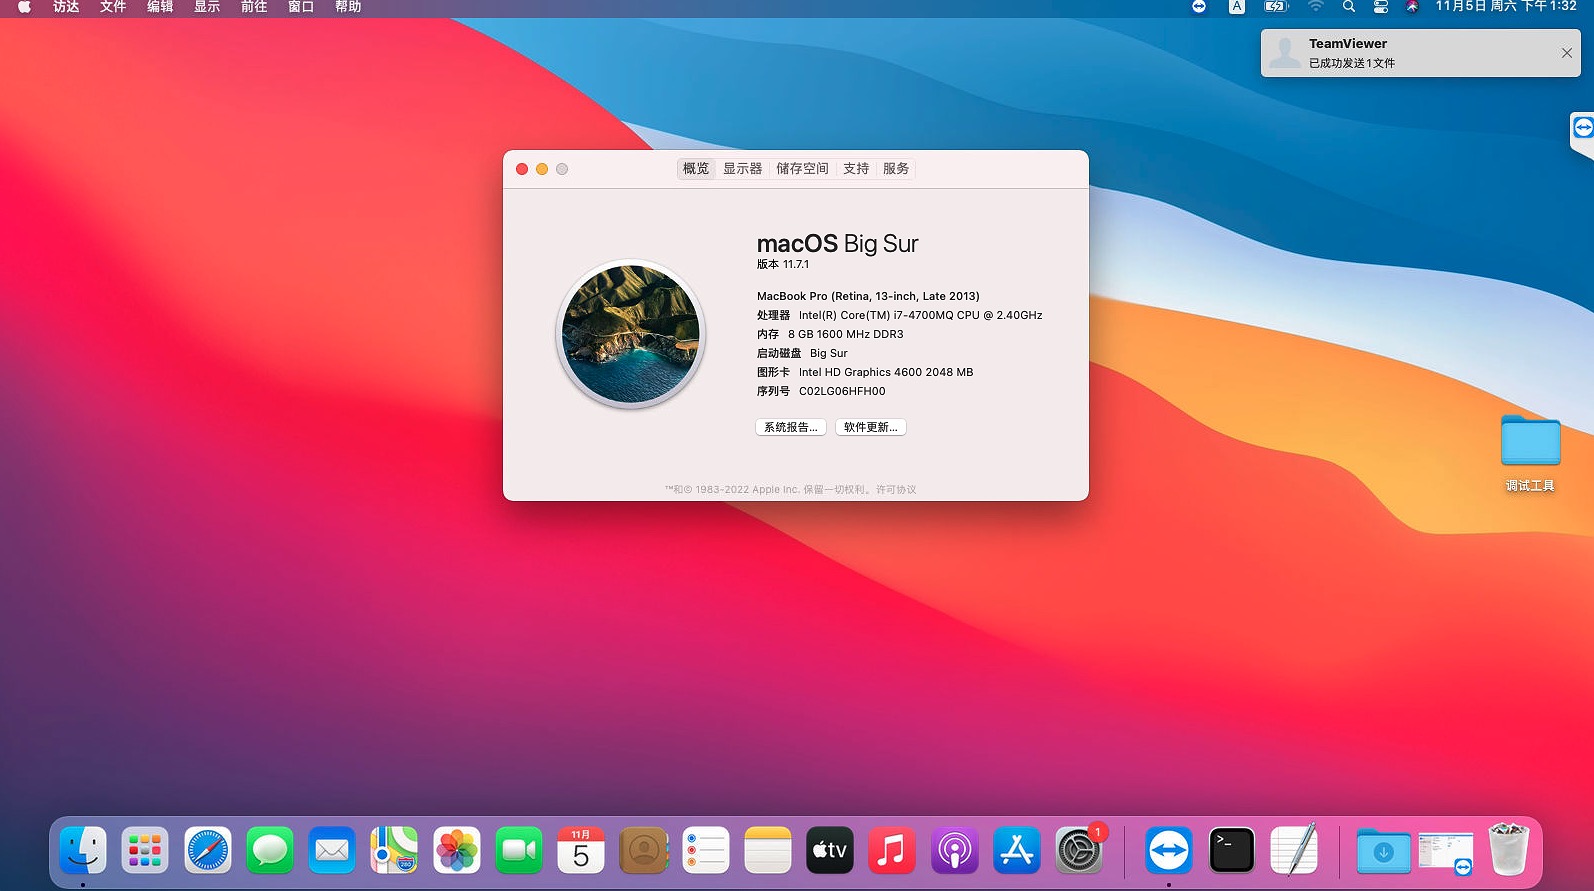 访达 文件 编辑 显示 前往 窗口 帮助
A
11月5日 周六 下午1:32
TeamViewer
已成功发送1文件
概览 显示器 储存空间 支持 服务
macOS Big Sur
版本 11.7.1
MacBook Pro (Retina, 13-inch, Late 2013)
处理器 Intel(R) Core(TM) i7-4700MQ CPU @ 2.40GHz
内存 8 GB 1600 MHz DDR3
启动磁盘 Big Sur
图形卡 Intel HD Graphics 4600 2048 MB
序列号 C02LG06HFH00
系统报告... 软件更新...
™和© 1983-2022 Apple Inc. 保留一切权利。许可协议
调试工具
11月
5
tv
1
>_